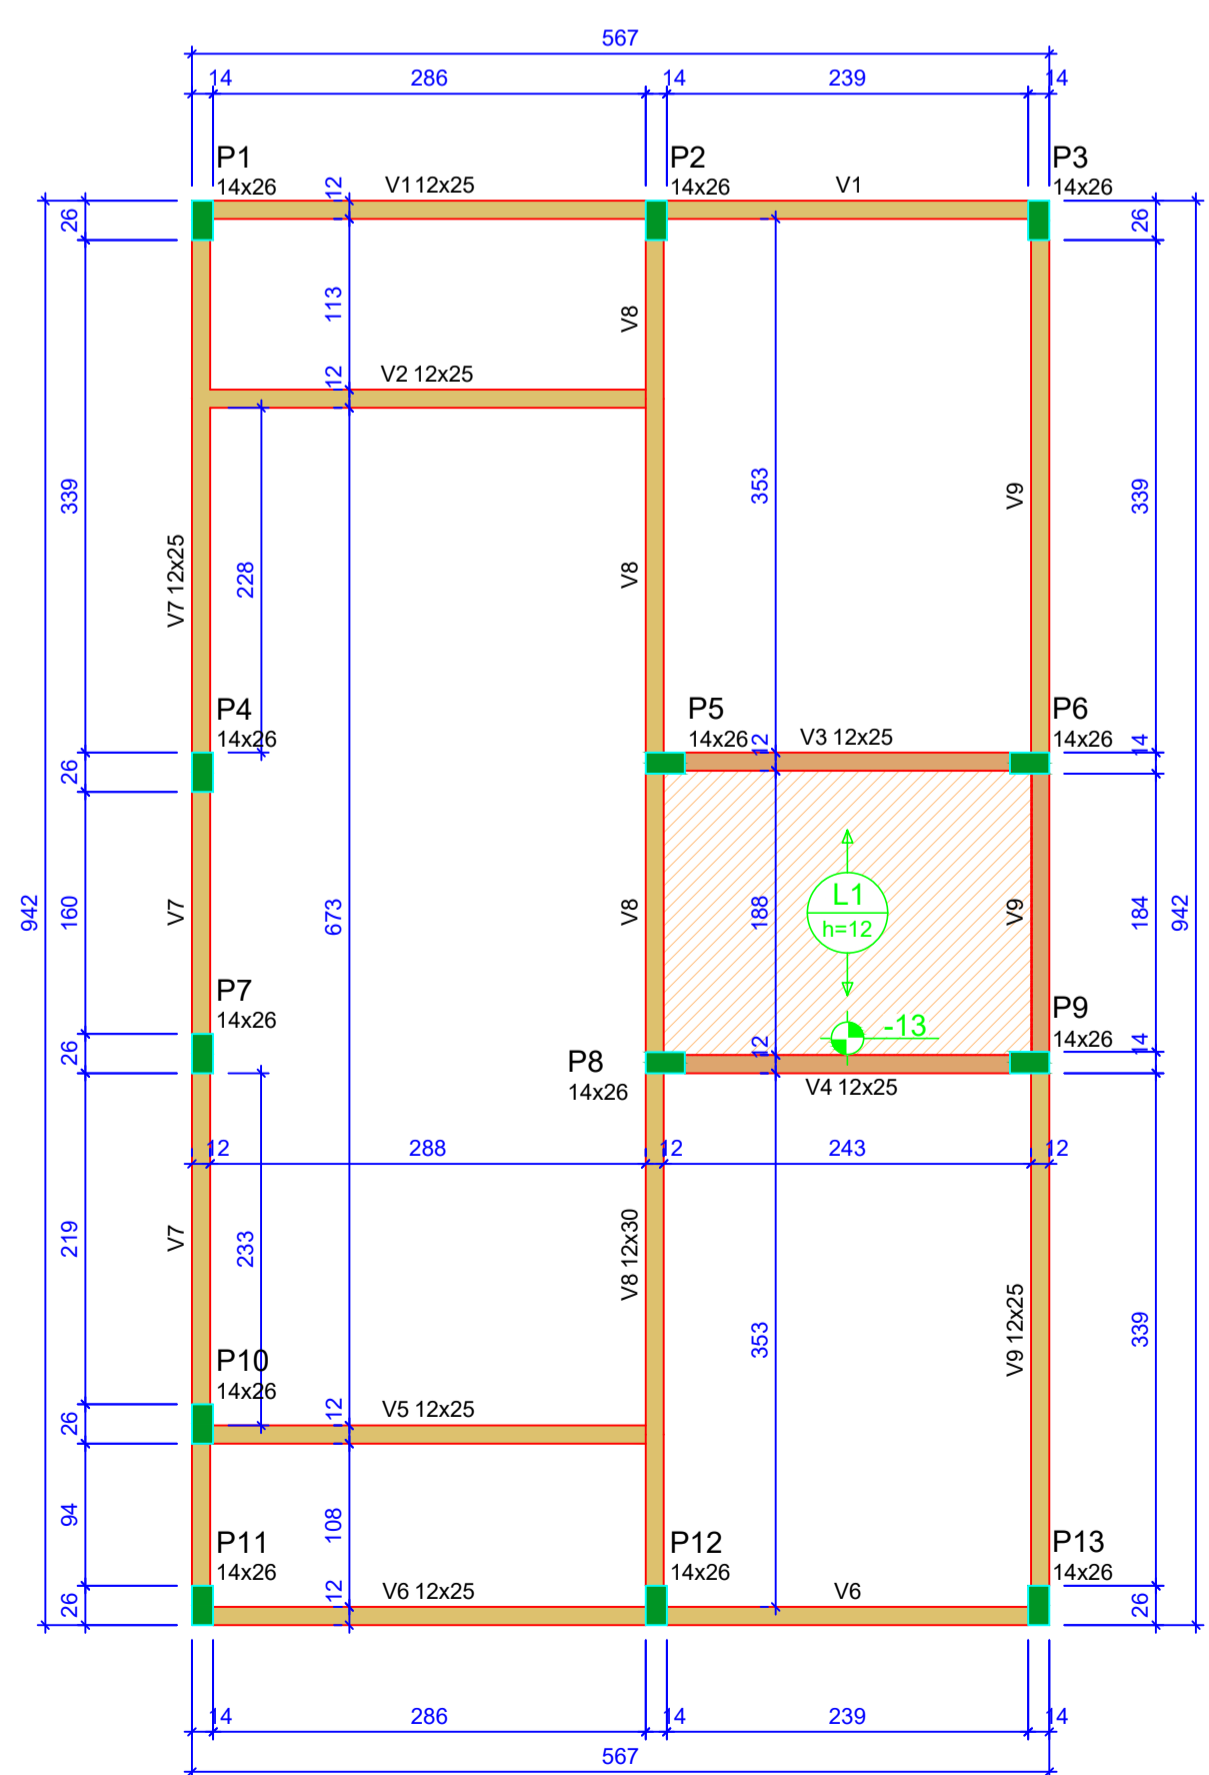 567
14 286 14 239 14
P1 P2 P3
14x26 12 V1 12x25 14x26 V1 14x26
26 26
113 V8
12 V2 12x25
339 353 V9 339
V7 12x25 228 V8
P4 P5 P6
14x26 14x26 12 V3 12x25 14x26 14
26
L1
942 160 V7 673 V8 188 V9 184 942
h=12
P7 P9
14x26 -13 14x26
26 12 14
P8
14x26 V4 12x25
12 288 12 243 12
219 V7 233 V8 12x30
353 V9 12x25 339
P10
14x26
26 12 V5 12x25
94 108
P11 P12 P13
14x26 14x26 14x26
26 12 V6 12x25 V6 26
14 286 14 239 14
567